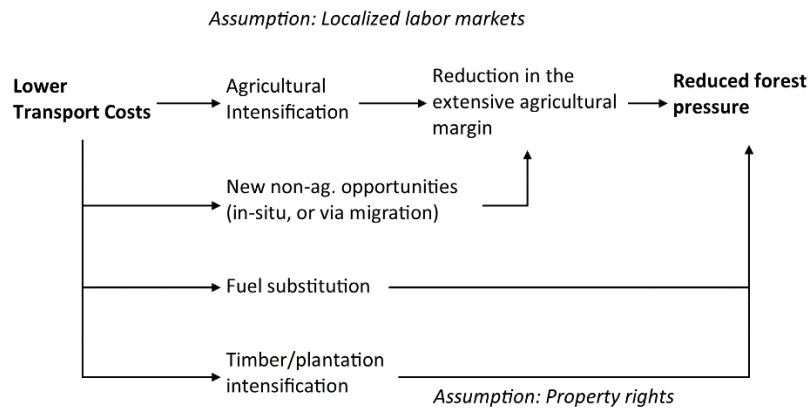 Assumption: Localized labor markets
Lower
Transport Costs
Agricultural
Intensification
Reduction in the
extensive agricultural
margin
Reduced forest
pressure
New non-ag. opportunities
(in-situ, or via migration)
Fuel substitution
Timber/plantation
intensification
Assumption: Property rights